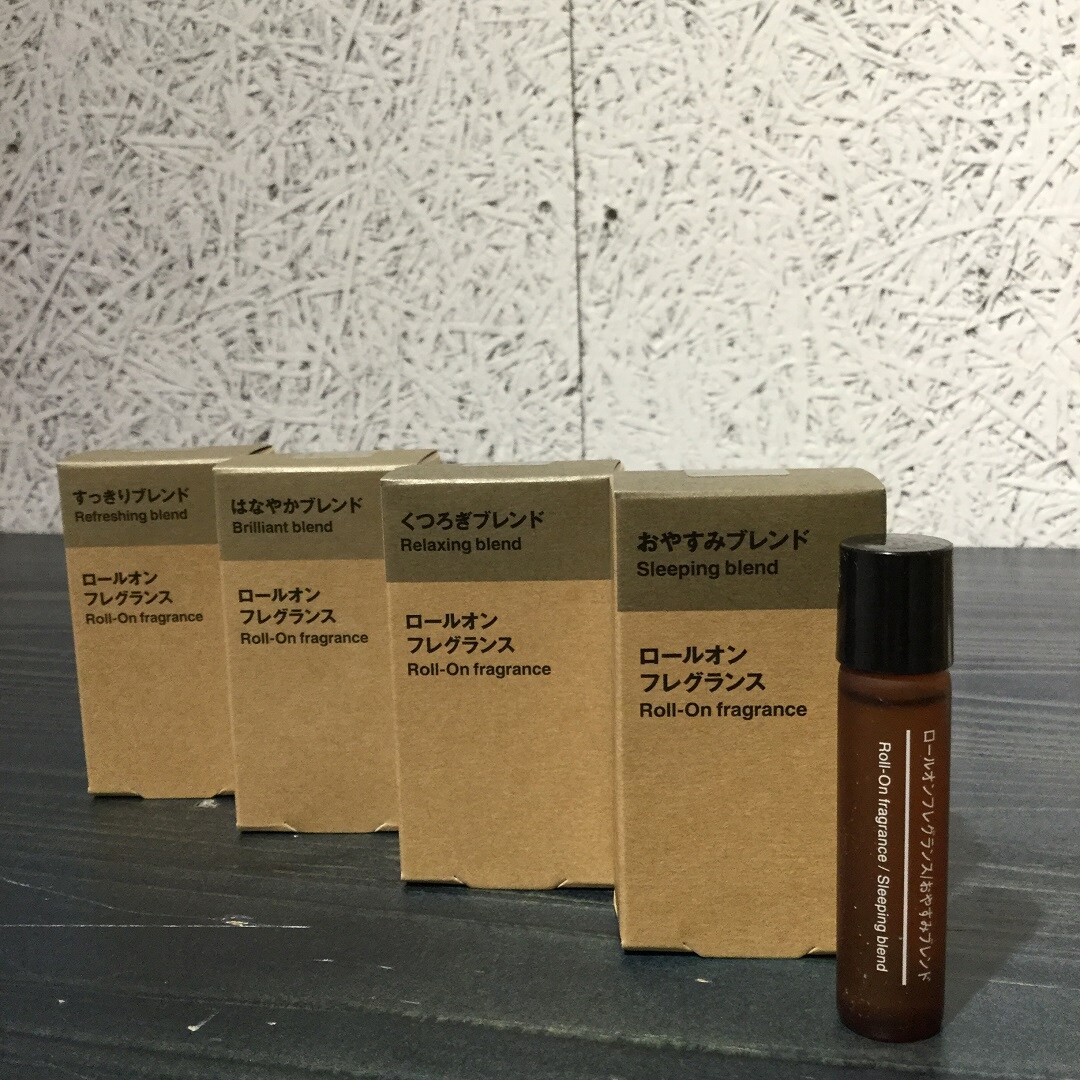 すっきりブレンド
Refreshing blend
ロールオン
フレグランス
Roll-On fragrance
はなやかブレンド
Brilliant blend
ロールオン
フレグランス
Roll-On fragrance
くつろぎブレンド
Relaxing blend
ロールオン
フレグランス
Roll-On fragrance
おやすみブレンド
Sleeping blend
ロールオン
フレグランス
Roll-On fragrance
ロールオンフレグランス/おやすみブレンド
Roll-On fragrance / Sleeping blend